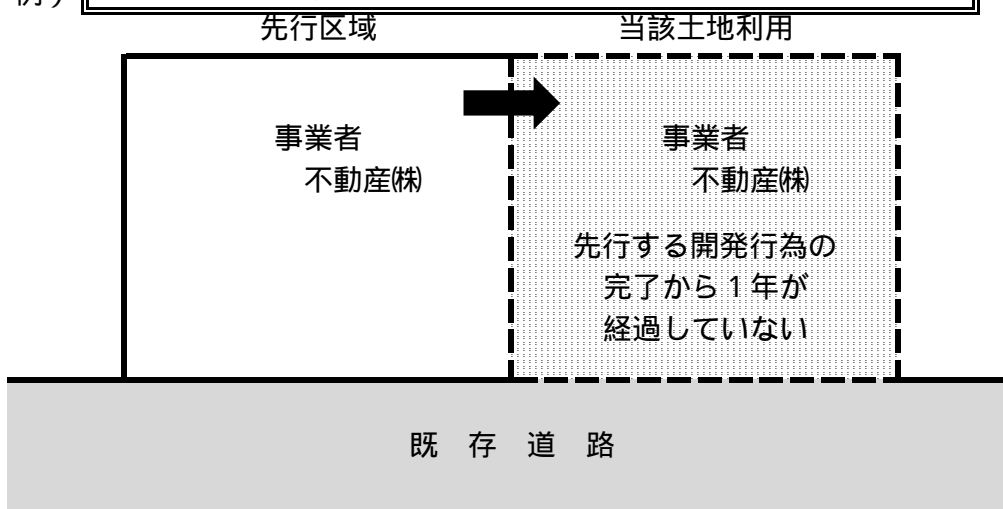 例）
先行区域
当該土地利用
事業者
不動産㈱
事業者
不動産㈱
先行する開発行為の
完了から１年が
経過していない
既存道路